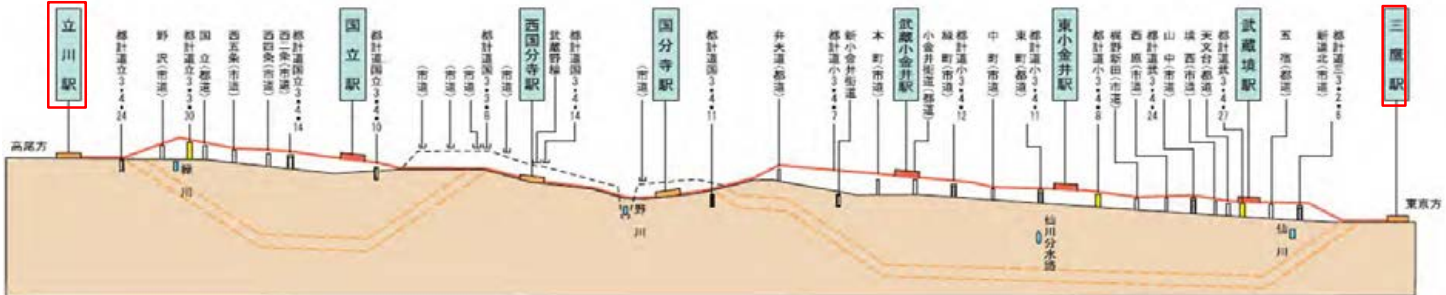 立川駅
都計道立3・4・24
野沢(市道)
都計道立3・3・30
国立(都道)
西五条(市道)
西四条(市道)
西二条(市道)
都計道国立3・4・14
国立駅
都計道国立3・4・10
(市道)
(市道)
都計道国3・3・8
(市道)
西国分寺駅
武蔵野線
都計道国3・4・14
国分寺駅
(市道)
都計道国3・4・11
弁天(都道)
新小金井街道
本町(市道)
武蔵小金井駅
小金井街道(都道)
緑町(市道)
都計道小3・4・12
中町(市道)
東町(都道)
都計道小3・4・11
東小金井駅
都計道小3・4・8
梶野新田(市道)
西原(市道)
都計道武3・4・24
山中(市道)
境西(市道)
天文台(都道)
都計道武3・4・27
武蔵境駅
五宿(都道)
新道北(市道)
都計道三3・2・6
三鷹駅
高尾方
東京方
緑川
野川
仙川分水路
仙川